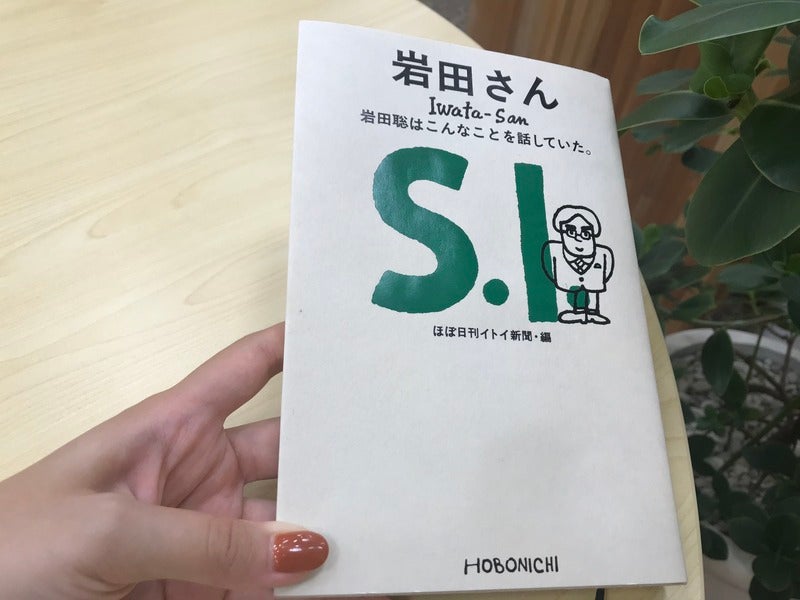 岩田さん
Iwata-San
岩田聡はこんなことを話していた。
S.I.
ほぼ日刊イトイ新聞・編
HOBONICHI